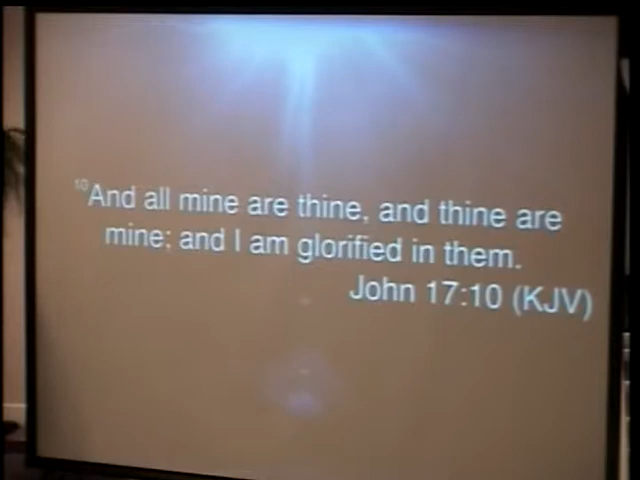 10And all mine are thine, and thine are
mine; and I am glorified in them.
John 17:10 (KJV)